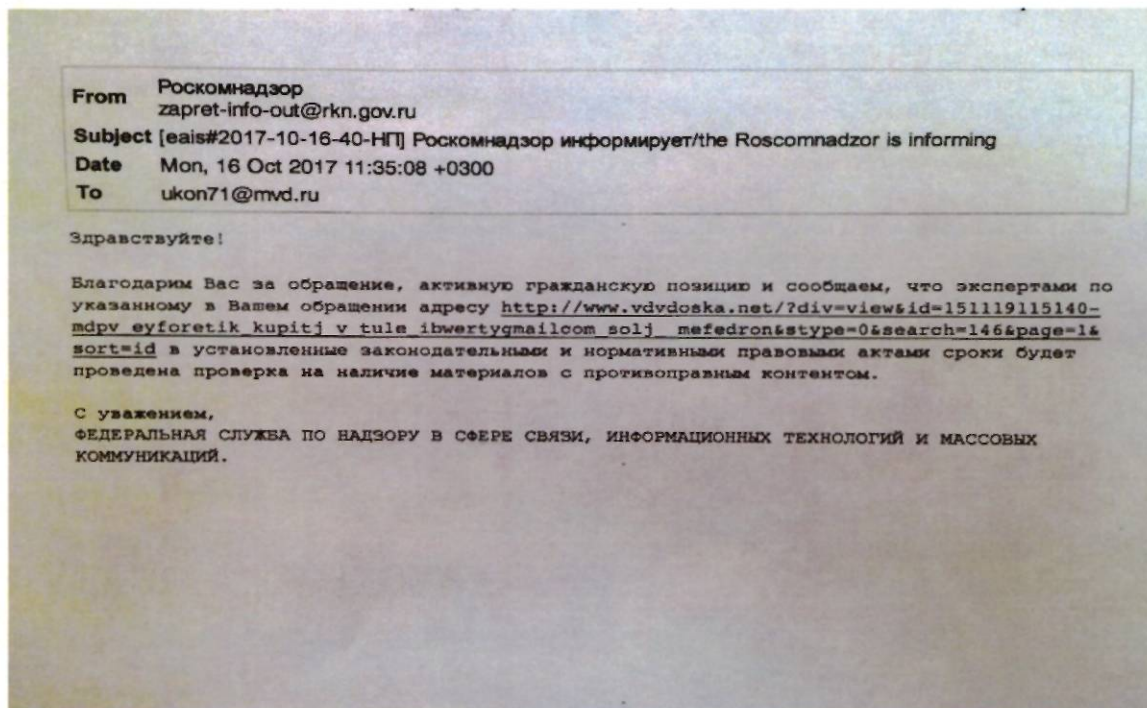 From Роскомнадзор
zapret-info-out@rkn.gov.ru
Subject [eais#2017-10-16-40-НП] Роскомнадзор информирует/the Roscomnadzor is informing
Date Mon, 16 Oct 2017 11:35:08 +0300
To ukon71@mvd.ru
Здравствуйте!
Благодарим Вас за обращение, активную гражданскую позицию и сообщаем, что экспертами по
указанному в Вашем обращении адресу http://www.vdvdoska.net/?div=view&id=151119115140-
mdpv_eyforetik_kupitj_v_tule_ibwertygmailcom_solj__mefedron&stype=0&search=146&page=1&
sort=id в установленные законодательными и нормативными правовыми актами сроки будет
проведена проверка на наличие материалов с противоправным контентом.
С уважением,
ФЕДЕРАЛЬНАЯ СЛУЖБА ПО НАДЗОРУ В СФЕРЕ СВЯЗИ, ИНФОРМАЦИОННЫХ ТЕХНОЛОГИЙ И МАССОВЫХ
КОММУНИКАЦИЙ.